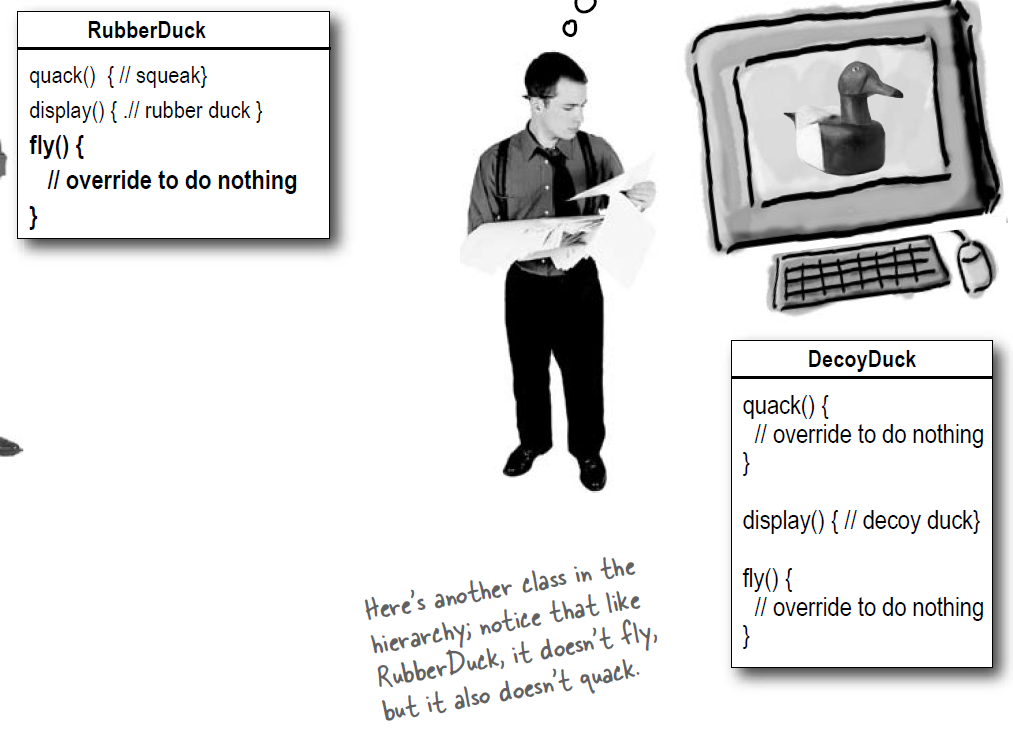 RubberDuck
quack()  { // squeak}
display() { .// rubber duck }
fly() {
// override to do nothing
}
DecoyDuck
quack() {
// override to do nothing
}
display() { // decoy duck}
fly() {
// override to do nothing
}
Here's another class in the
hierarchy; notice that like
RubberDuck, it doesn't fly,
but it also doesn't quack.